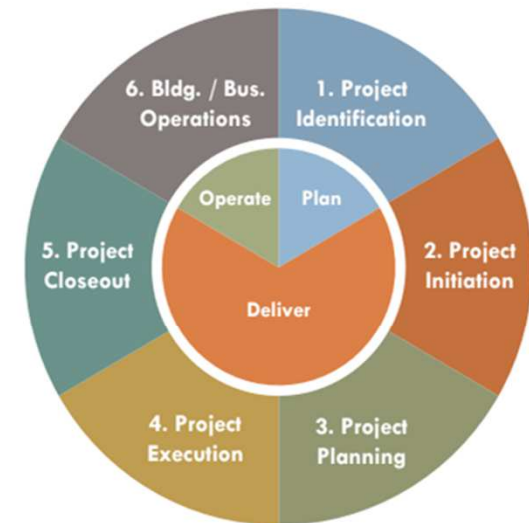 1. Project
Identification
2. Project
Initiation
3. Project
Planning
4. Project
Execution
5. Project
Closeout
6. Bldg. / Bus.
Operations
Plan
Deliver
Operate